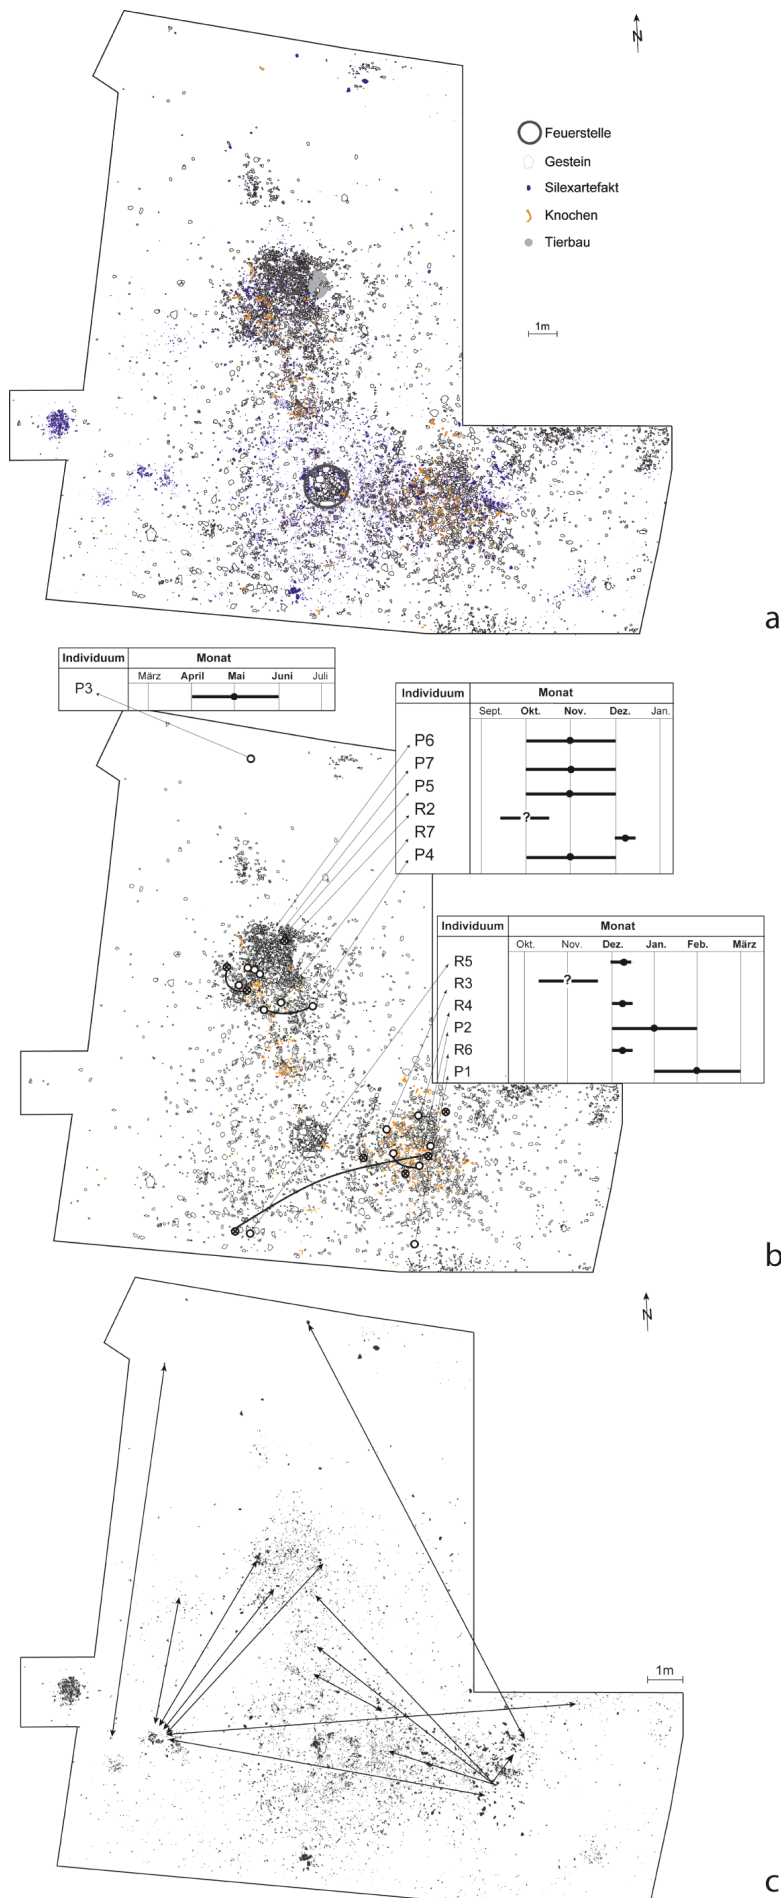 N
Feuerstelle
Gestein
Silexartefakt
Knochen
Tierbau
1m
a
Individuum Monat
März April Mai Juni Juli
P3
Individuum Monat
Sept. Okt. Nov. Dez. Jan.
P6
P7
P5
R2 ?
R7
P4
Individuum Monat
Okt. Nov. Dez. Jan. Feb. März
R5
R3 ?
R4
P2
R6
P1
b
N
1m
c